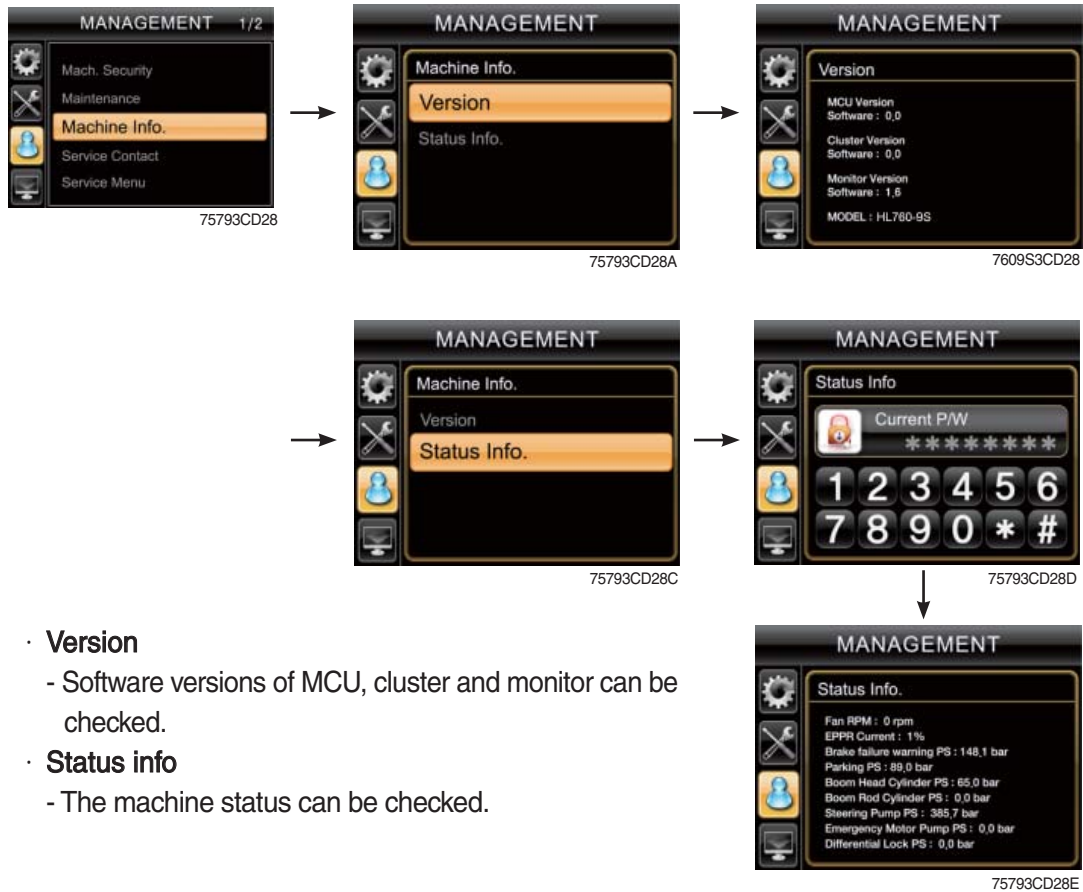 MANAGEMENT 1/2
Mach. Security
Maintenance
Machine Info.
Service Contact
Service Menu
75793CD28
MANAGEMENT
Machine Info.
Version
Status Info.
75793CD28A
MANAGEMENT
Version
MCU Version
Software : 0,0
Cluster Version
Software : 0,0
Monitor Version
Software : 1,6
MODEL : HL760-9S
7609S3CD28
MANAGEMENT
Machine Info.
Version
Status Info.
75793CD28C
MANAGEMENT
Status Info
Current P/W
********
1 2 3 4 5 6
7 8 9 0 * #
75793CD28D
· Version
- Software versions of MCU, cluster and monitor can be
checked.
· Status info
- The machine status can be checked.
MANAGEMENT
Status Info.
Fan RPM : 0 rpm
EPPR Current : 1%
Brake failure warning PS : 148,1 bar
Parking PS : 89,0 bar
Boom Head Cylinder PS : 65,0 bar
Boom Rod Cylinder PS : 0,0 bar
Steering Pump PS : 385,7 bar
Emergency Motor Pump PS : 0,0 bar
Differential Lock PS : 0,0 bar
75793CD28E